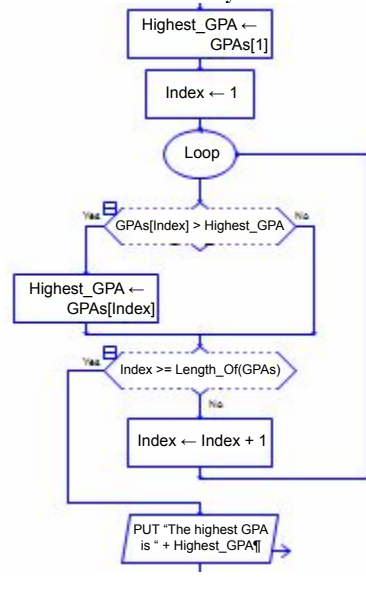 Highest_GPA ←
GPAs[1]
Index ← 1
Loop
GPAs[Index] > Highest_GPA
Yes
No
Highest_GPA ←
GPAs[Index]
Index >= Length_Of(GPAs)
Yes
No
Index ← Index + 1
PUT “The highest GPA
is “ + Highest_GPA¶